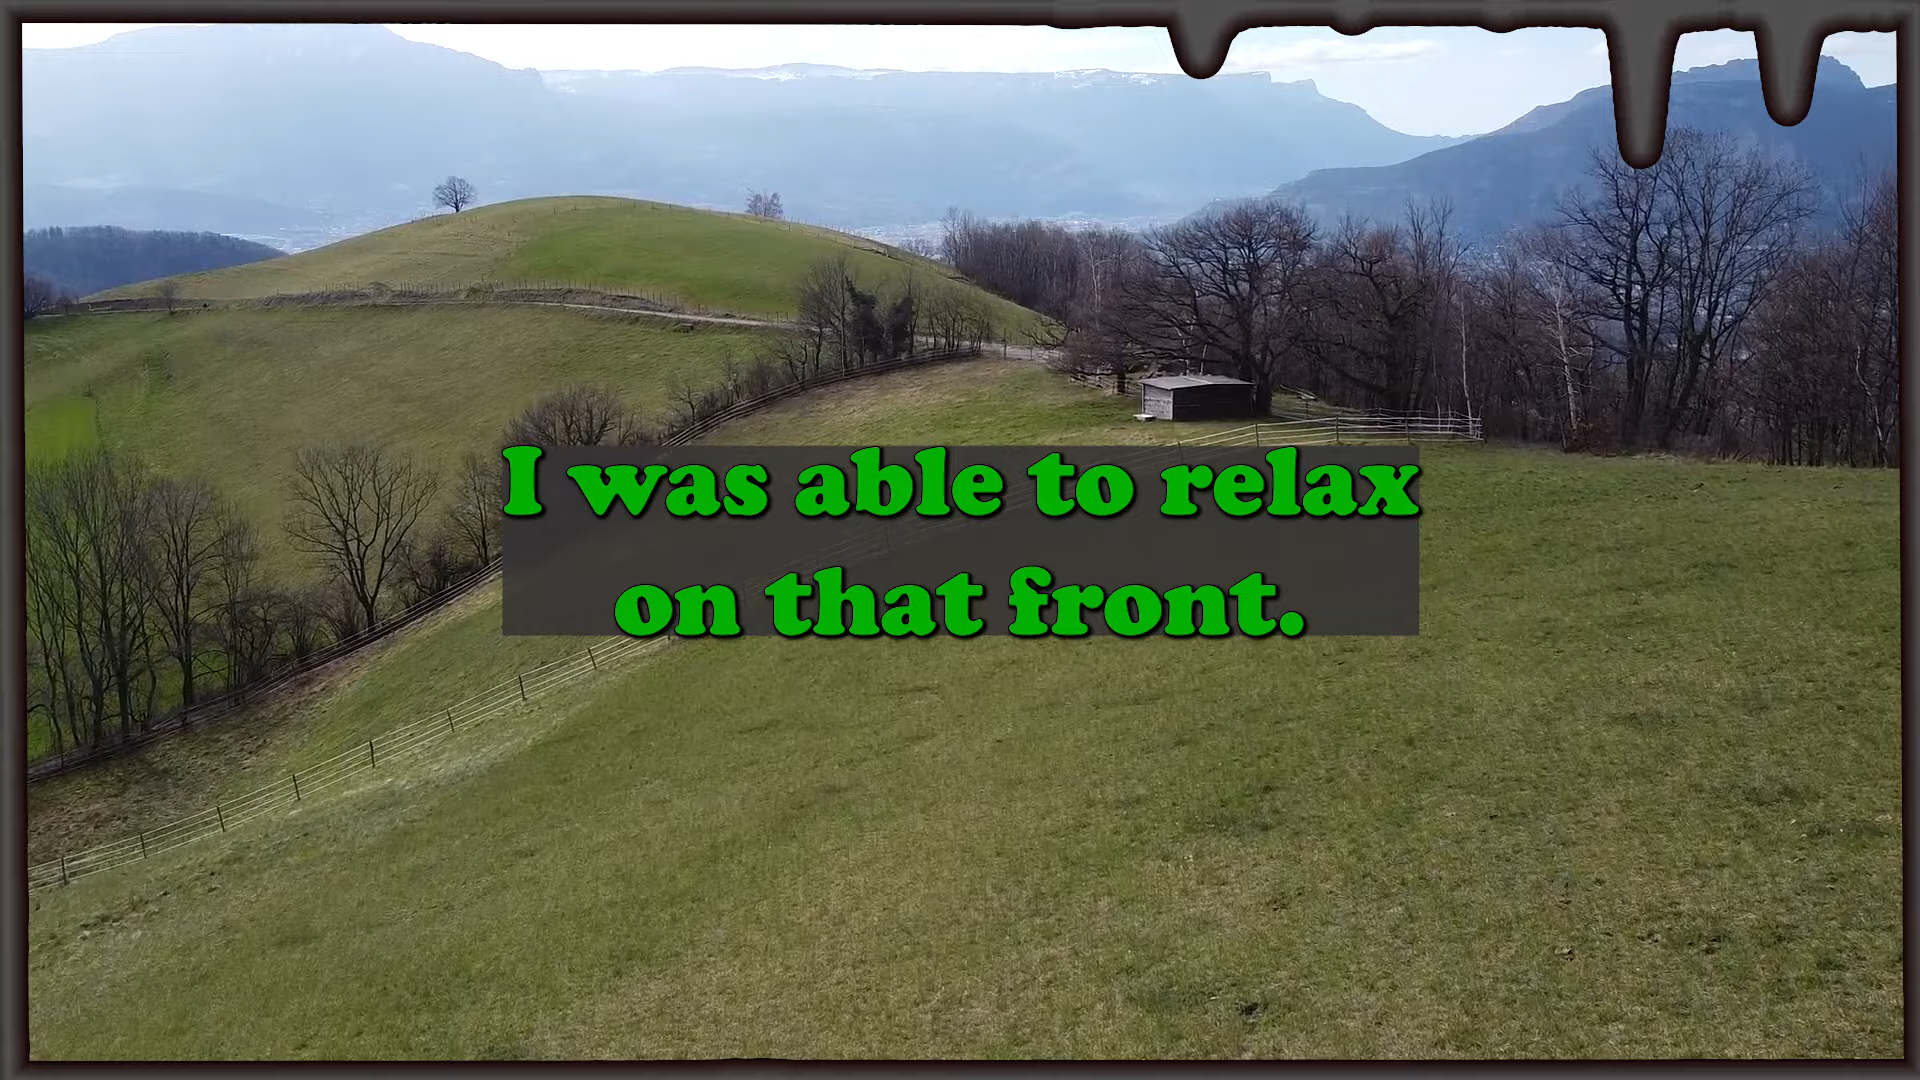 I was able to relax
on that front.